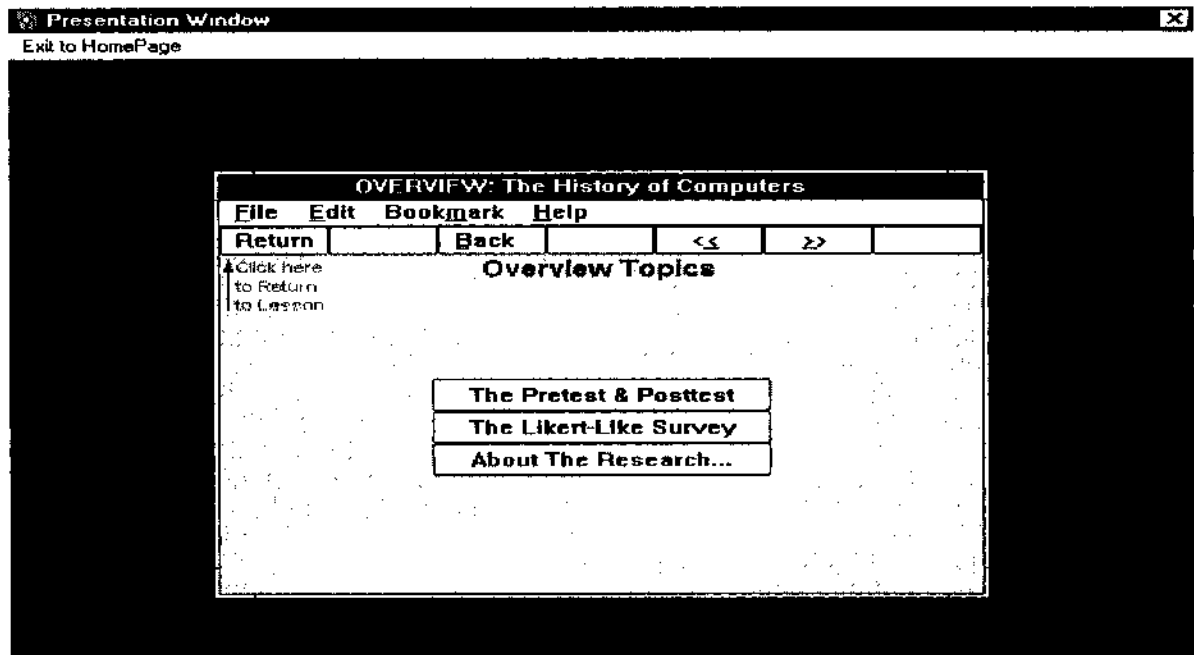 Presentation Window
Exit to HomePage
OVERVIEW: The History of Computers
File Edit Bookmark Help
Return Back << >>
Overview Topics
Click here
to Return
to Lesson
The Pretest & Posttest
The Likert-Like Survey
About The Research...